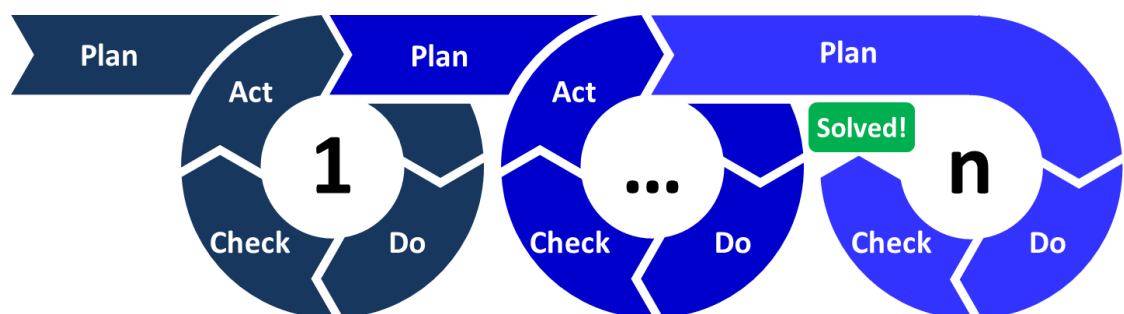 Plan
Act
1
Check
Do
Plan
Act
...
Check
Do
Plan
Solved!
n
Check
Do